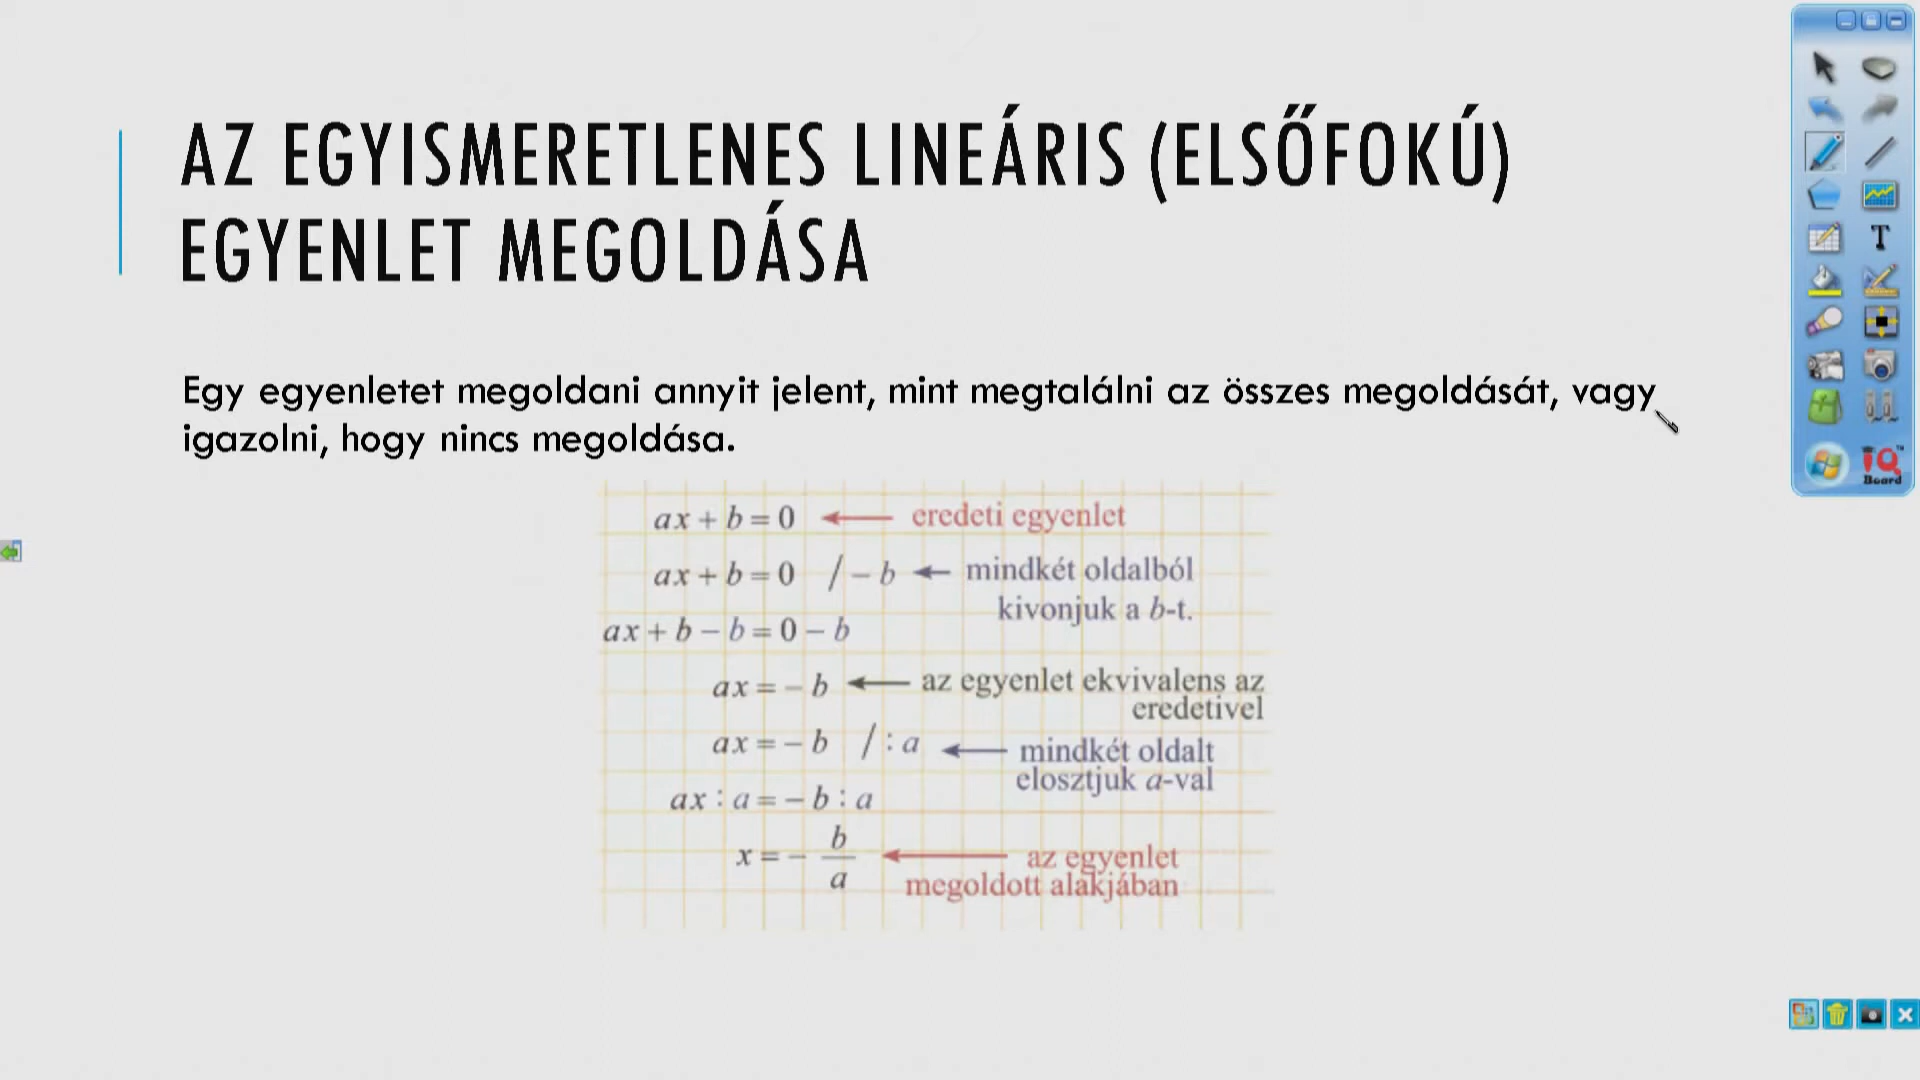 AZ EGYISMERETLENES LINEÁRIS (ELSŐFOKÚ)
EGYENLET MEGOLDÁSA
Egy egyenletet megoldani annyit jelent, mint megtalálni az összes megoldását, vagy
igazolni, hogy nincs megoldása.
ax + b = 0 eredeti egyenlet
ax + b = 0 / – b mindkét oldalból
kivonjuk a b-t.
ax + b – b = 0 – b
ax = – b az egyenlet ekvivalens az
eredetivel
ax = – b / : a mindkét oldalt
elosztjuk a-val
ax : a = – b : a
x = – b/a az egyenlet
megoldott alakjában
T
iQ
Board